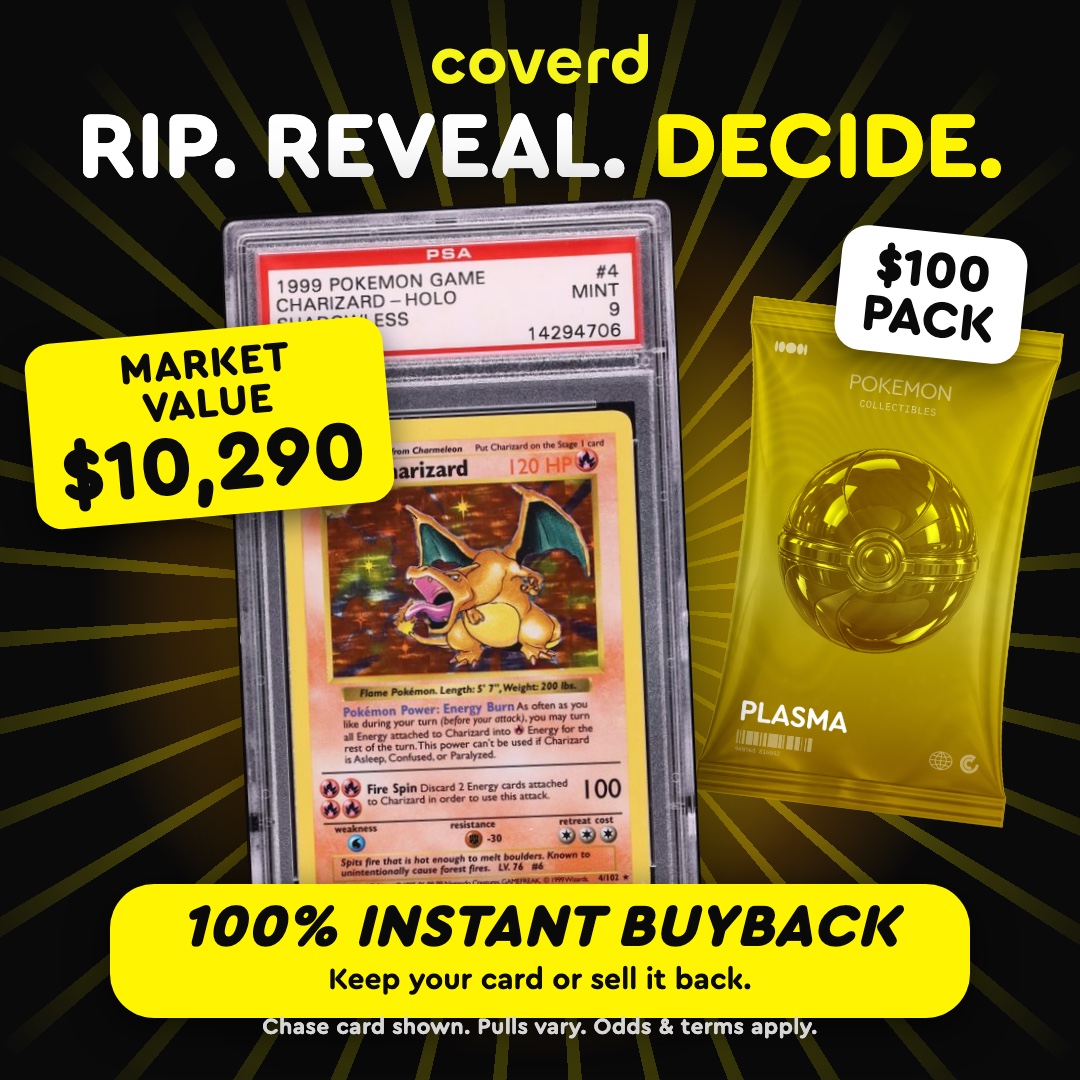 coverd
RIP. REVEAL. DECIDE.
PSA
1999 POKEMON GAME
CHARIZARD – HOLO
#4
MINT
9
14294706
$100
PACK
MARKET
VALUE
$10,290
POKEMON
COLLECTIBLES
from Charmeleon Put Charizard on the Stage 1 card
harizard 120 HP
Flame Pokémon. Length: 5' 7", Weight: 200 lbs.
Pokémon Power: Energy Burn As often as you
like during your turn (before your attack), you may turn
all Energy attached to Charizard into Energy for the
rest of the turn. This power can't be used if Charizard
is Asleep, Confused, or Paralyzed.
Fire Spin Discard 2 Energy cards attached
to Charizard in order to use this attack.
100
weakness resistance retreat cost
-30
Spits fire that is hot enough to melt boulders. Known to
unintentionally cause forest fires. LV. 76 #6
4/102
PLASMA
100% INSTANT BUYBACK
Keep your card or sell it back.
Chase card shown. Pulls vary. Odds & terms apply.